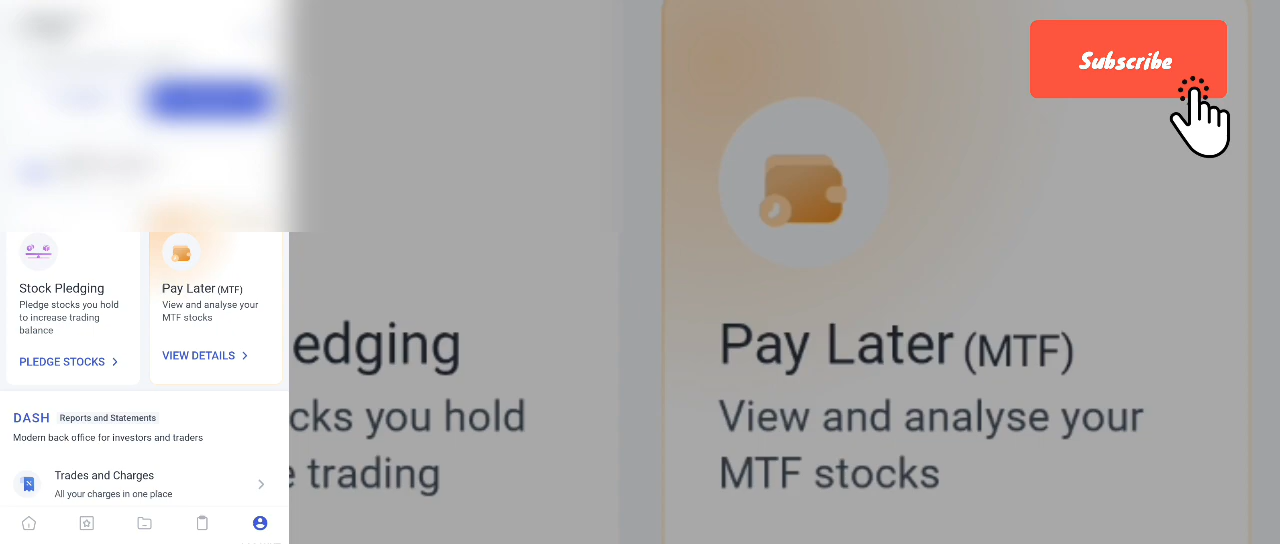 Subscribe
Stock Pledging
Pledge stocks you hold
to increase trading
balance
PLEDGE STOCKS
Pay Later (MTF)
View and analyse your
MTF stocks
VIEW DETAILS
DASH Reports and Statements
Modern back office for investors and traders
Trades and Charges
All your charges in one place
edging
cks you hold
trading
Pay Later (MTF)
View and analyse your
MTF stocks